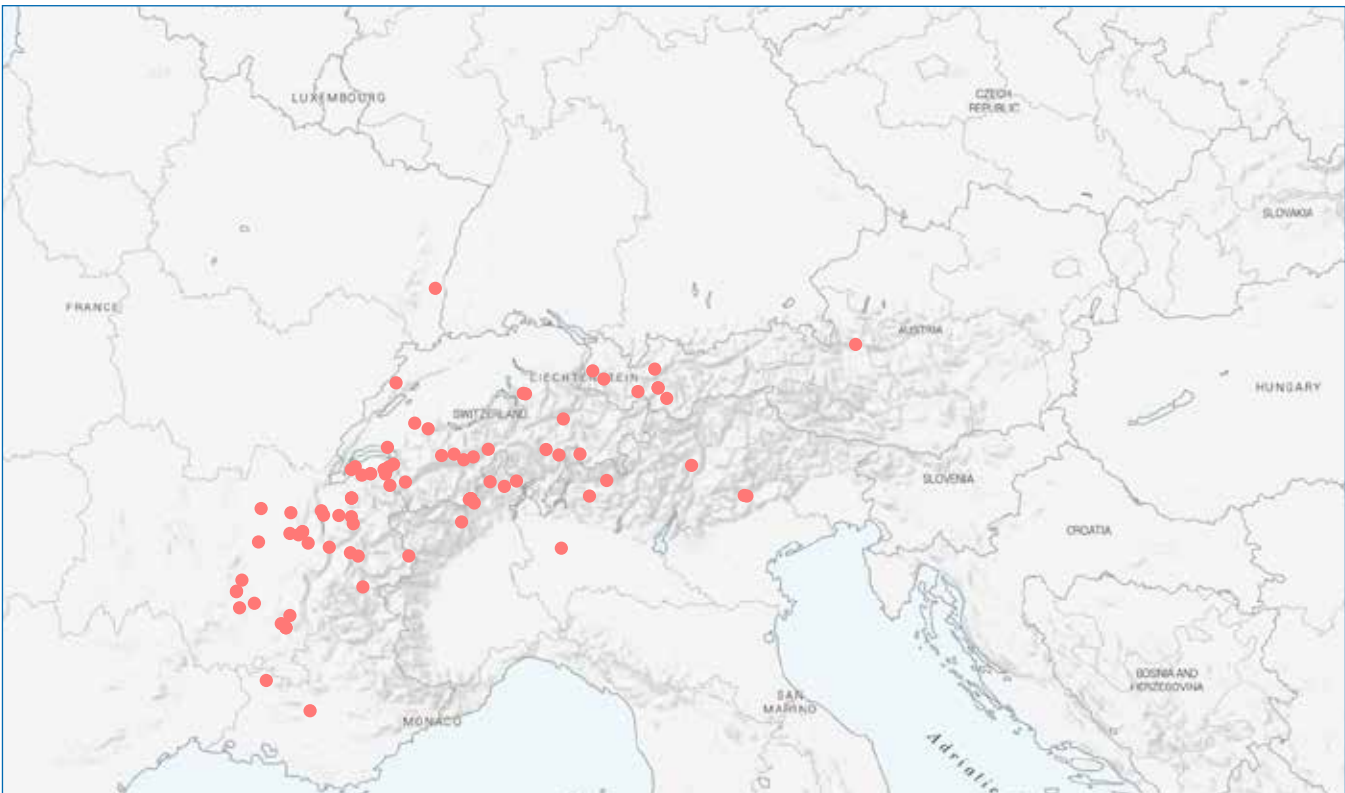 LUXEMBOURG
CZECH
REPUBLIC
SLOVAKIA
FRANCE
AUSTRIA
LIECHTENSTEIN
HUNGARY
SWITZERLAND
SLOVENIA
CROATIA
BOSNIA AND
HERZEGOVINA
SAN
MARINO
MONACO
Adriatic